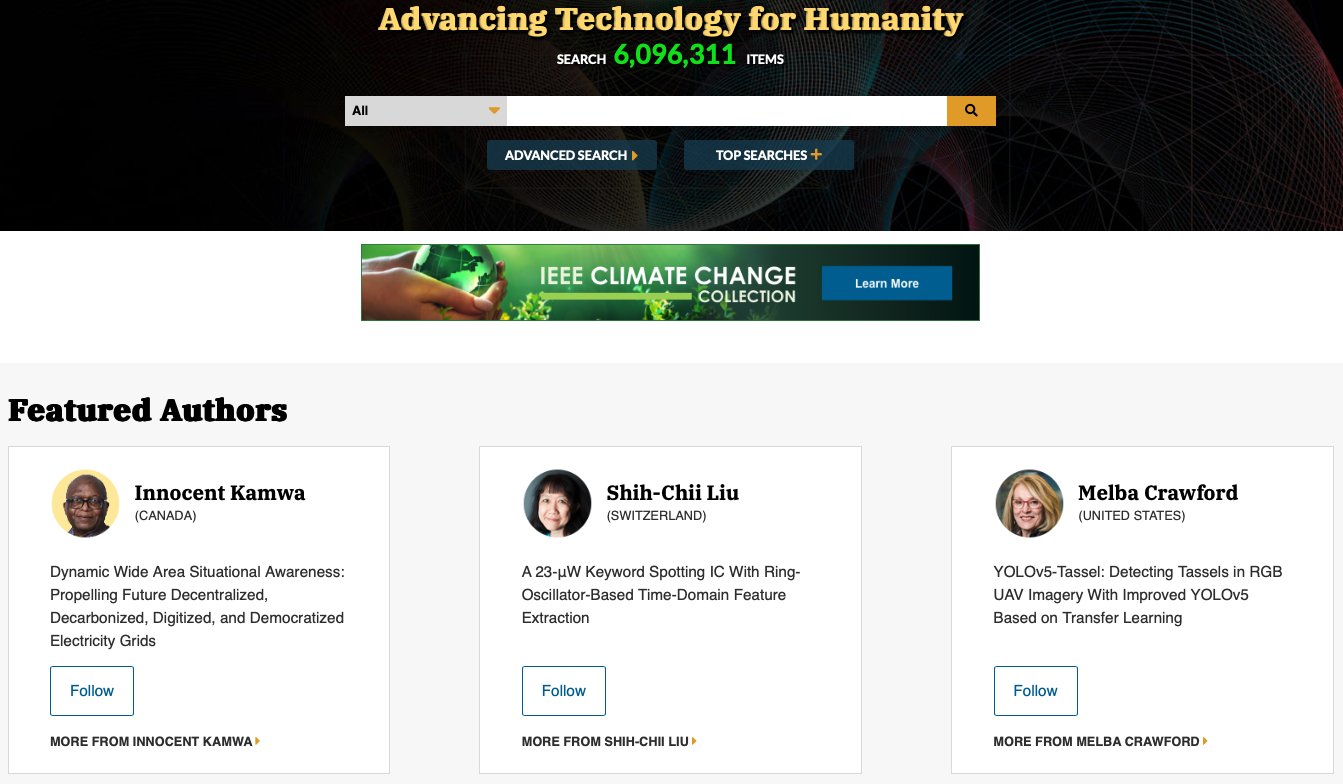 Advancing Technology for Humanity
SEARCH 6,096,311 ITEMS
All
ADVANCED SEARCH
TOP SEARCHES
IEEE CLIMATE CHANGE
COLLECTION
Learn More
Featured Authors
Innocent Kamwa
(CANADA)
Dynamic Wide Area Situational Awareness:
Propelling Future Decentralized,
Decarbonized, Digitized, and Democratized
Electricity Grids
Follow
MORE FROM INNOCENT KAMWA
Shih-Chii Liu
(SWITZERLAND)
A 23-μW Keyword Spotting IC With Ring-
Oscillator-Based Time-Domain Feature
Extraction
Follow
MORE FROM SHIH-CHII LIU
Melba Crawford
(UNITED STATES)
YOLOv5-Tassel: Detecting Tassels in RGB
UAV Imagery With Improved YOLOv5
Based on Transfer Learning
Follow
MORE FROM MELBA CRAWFORD